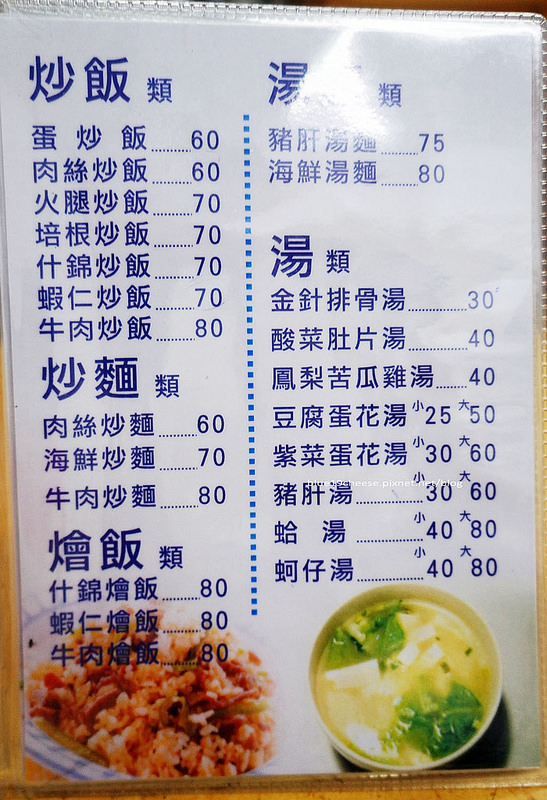 炒飯 類
蛋炒飯........60
肉絲炒飯........60
火腿炒飯........70
培根炒飯........70
什錦炒飯........70
蝦仁炒飯........70
牛肉炒飯........80
炒麵 類
肉絲炒麵........60
海鮮炒麵........70
牛肉炒麵........80
燴飯 類
什錦燴飯........80
蝦仁燴飯........80
牛肉燴飯........80
湯 類
豬肝湯麵........75
海鮮湯麵........80
湯 類
金針排骨湯........30
酸菜肚片湯........40
鳳梨苦瓜雞湯........40
豆腐蛋花湯 小25 大50
紫菜蛋花湯 小30 大60
豬肝湯........小30 大60
蛤 湯........小40 大80
蚵仔湯........小40 大80